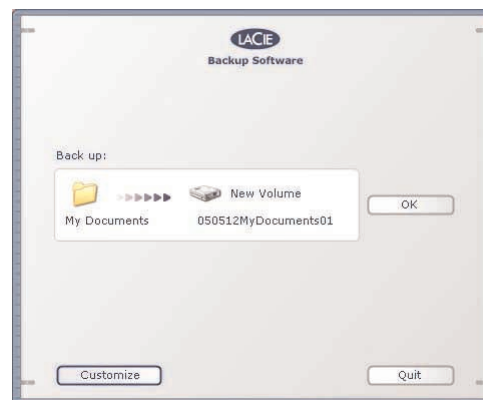 LACIE
Backup Software
Back up:
New Volume
My Documents 050512MyDocuments01
OK
Customize
Quit